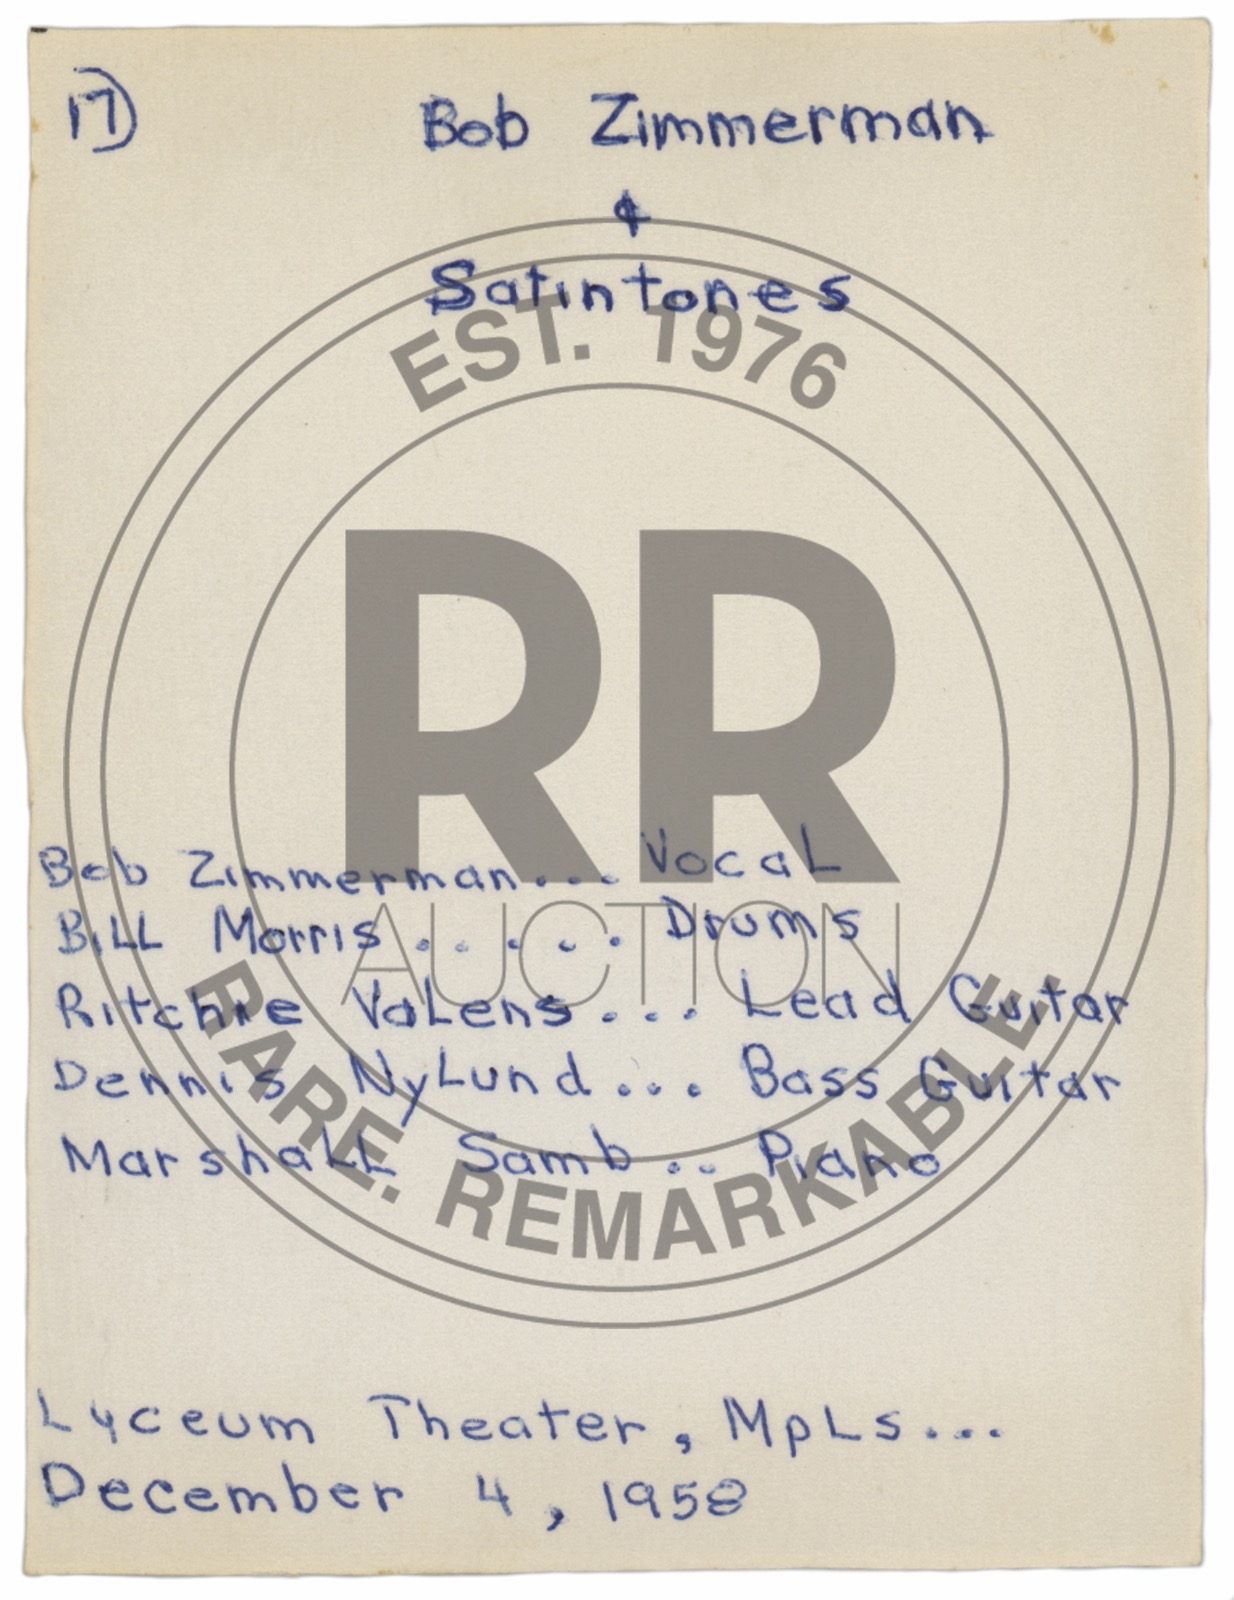 17)
Bob Zimmerman
&
Satintones
EST. 1976
RR
Bob Zimmerman... VocaL
BiLL Morris..... Drums
AUCTION
Ritchie VaLens... Lead Guitar
Dennis NyLund... Bass Guitar
MarshaLL Samb.. Piano
RARE. REMARKABLE.
Lyceum Theater, MpLs...
December 4, 1958